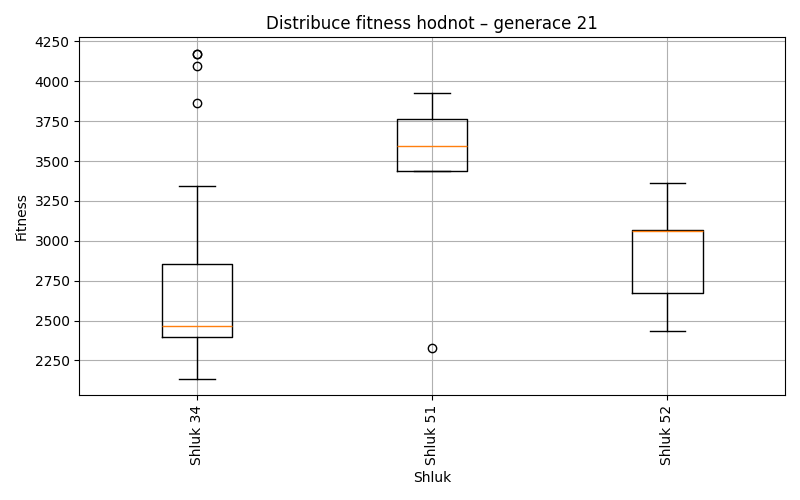 Distribuce fitness hodnot – generace 21
Fitness
4250
4000
3750
3500
3250
3000
2750
2500
2250
Shluk 34
Shluk 51
Shluk 52
Shluk